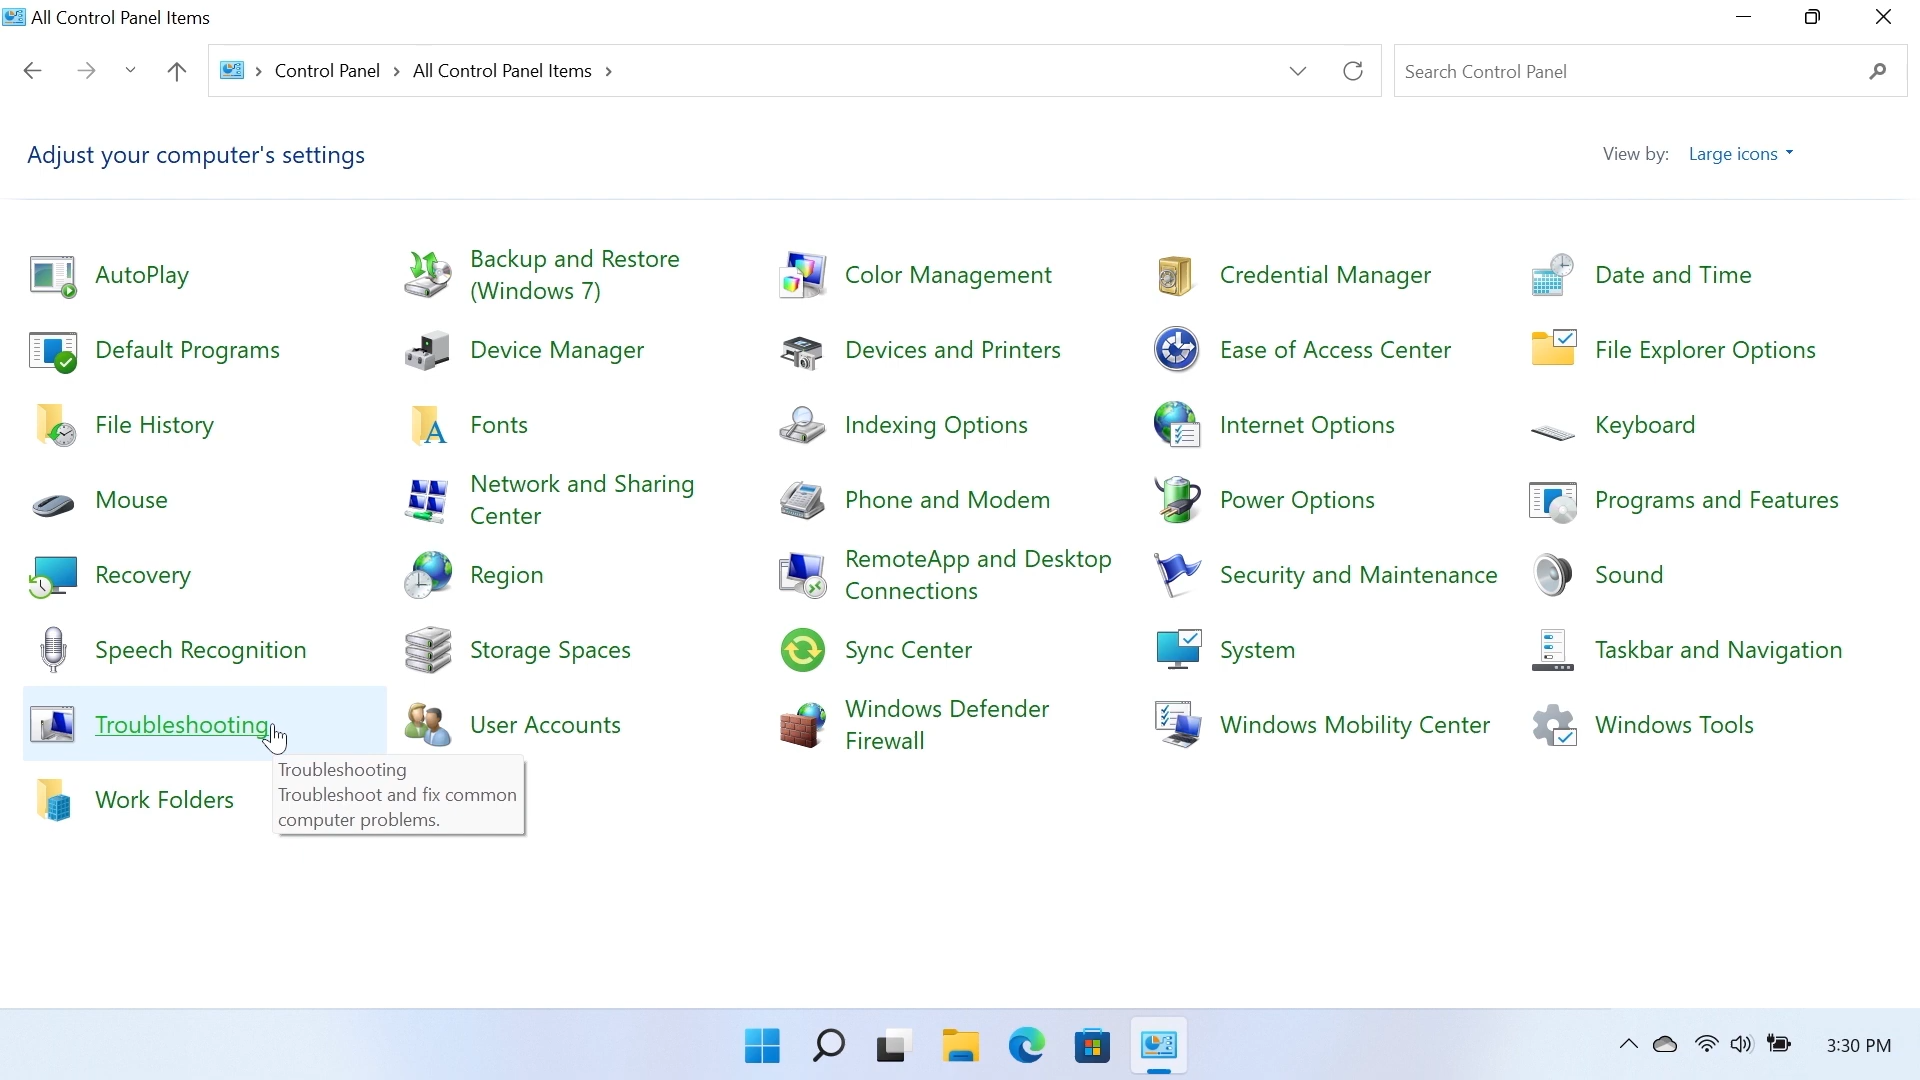 All Control Panel Items
Control Panel
All Control Panel Items
Search Control Panel
Adjust your computer's settings
View by:
Large icons
AutoPlay
Backup and Restore
(Windows 7)
Color Management
Credential Manager
Date and Time
Default Programs
Device Manager
Devices and Printers
Ease of Access Center
File Explorer Options
File History
Fonts
Indexing Options
Internet Options
Keyboard
Mouse
Network and Sharing
Center
Phone and Modem
Power Options
Programs and Features
Recovery
Region
RemoteApp and Desktop
Connections
Security and Maintenance
Sound
Speech Recognition
Storage Spaces
Sync Center
System
Taskbar and Navigation
Troubleshooting
User Accounts
Windows Defender
Firewall
Windows Mobility Center
Windows Tools
Work Folders
Troubleshooting
Troubleshoot and fix common
computer problems.
3:30 PM